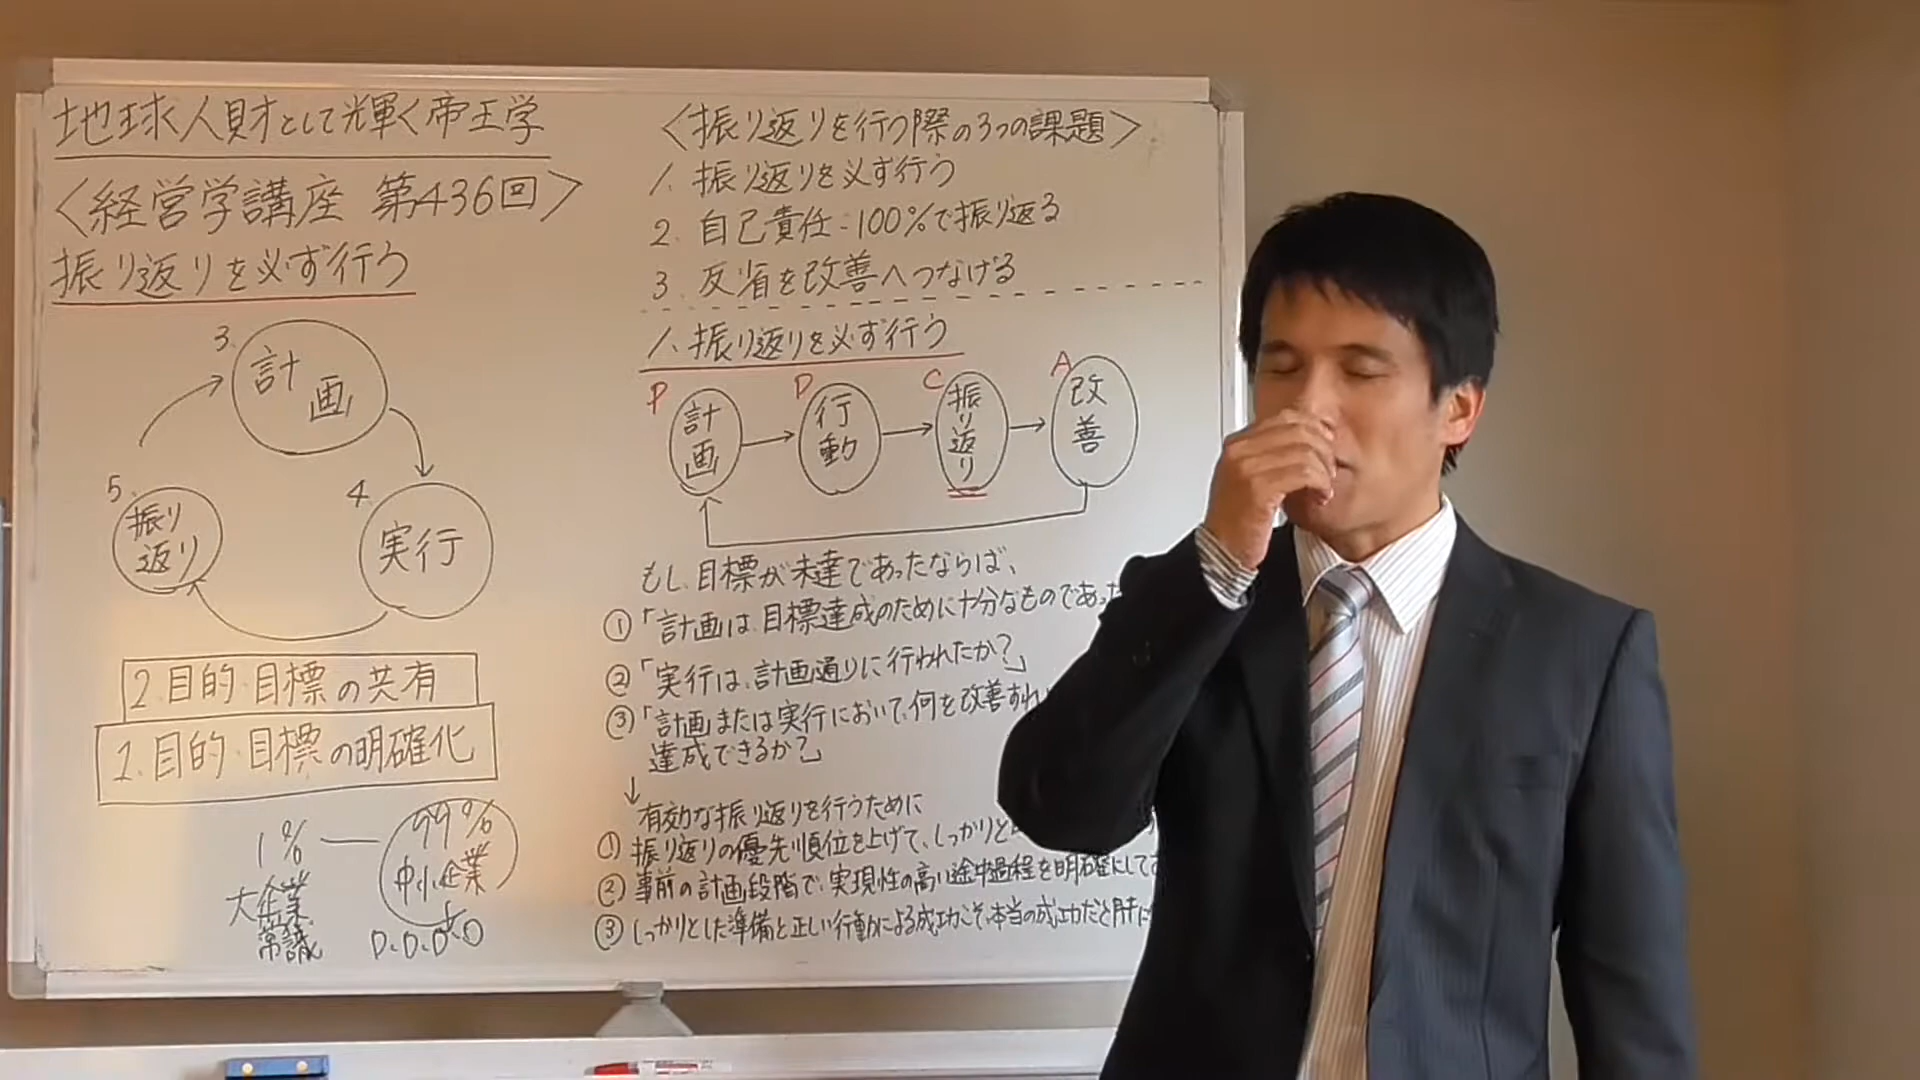 地球人財として輝く帝王学
〈経営学講座 第436回〉
振り返りを必ず行う
3.
計画
5.
振り返り
4.
実行
2.目的・目標の共有
1.目的・目標の明確化
1% — 99%
大企業 中小企業
常識 D、D、D、D
〈振り返りを行う際の3つの課題〉
1. 振り返りを必ず行う
2. 自己責任=100%で振り返る
3. 反省を改善へつなげる
1. 振り返りを必ず行う
P D C A
計画 行動 振り返り 改善
もし、目標が未達であったならば、
①「計画は、目標達成のために十分なものであった
②「実行は、計画通りに行われたか?」
③「計画または実行において、何を改善すれ
達成できるか?」
↓
有効な振り返りを行うために
① 振り返りの優先順位を上げて、しっかりと
② 事前の計画段階で、実現性の高い途中過程を明確にして
③ しっかりとした準備と正しい行動による成功こそ、本当の成功だと肝に